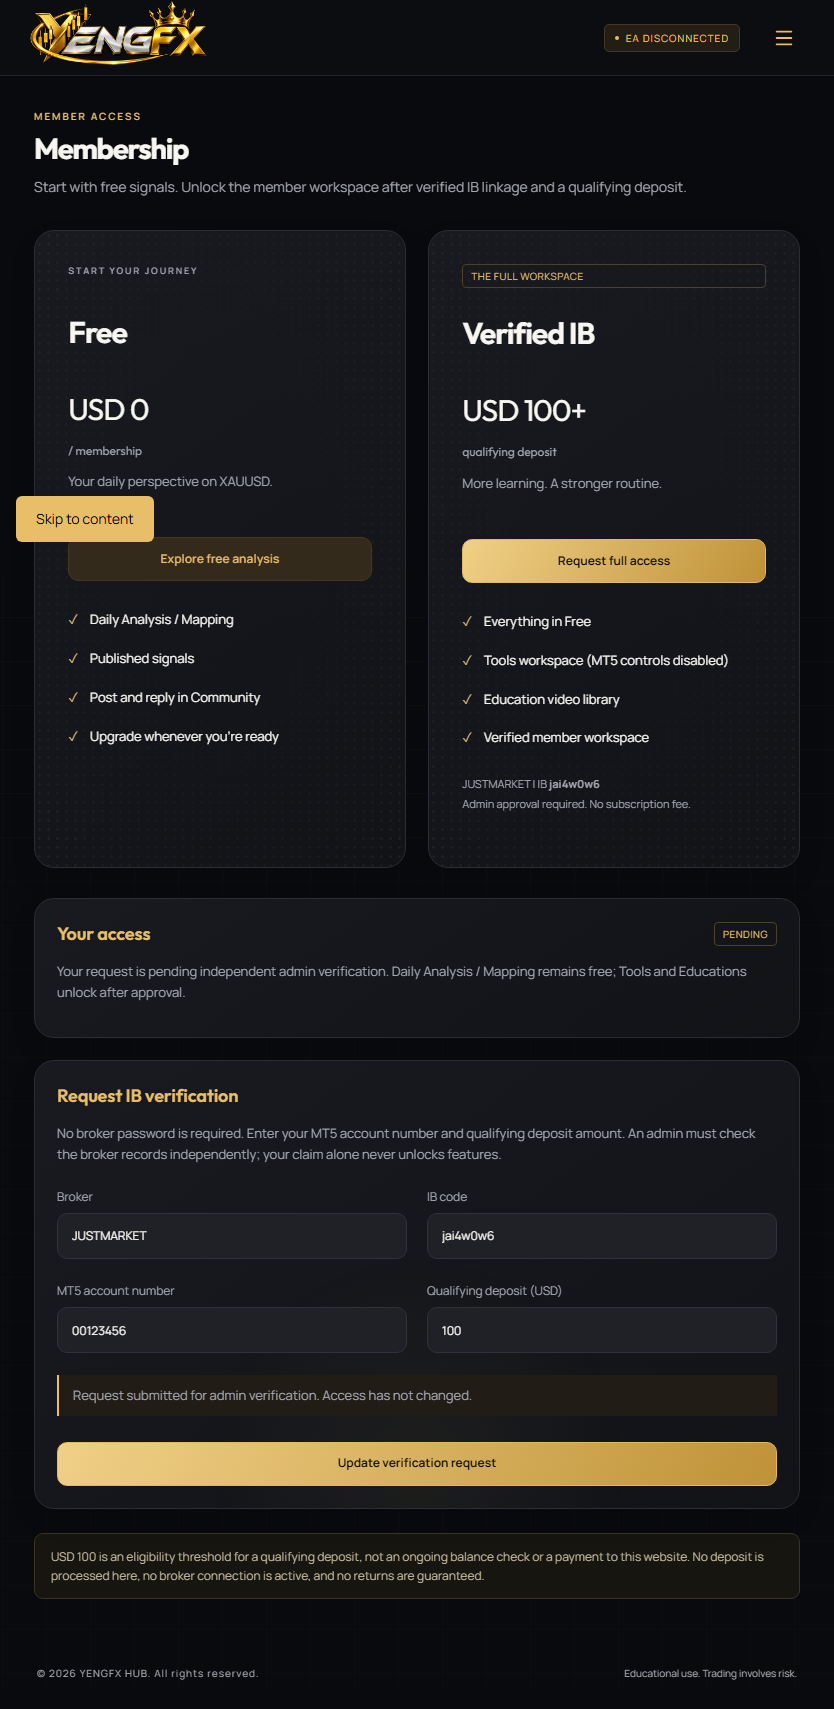 YENGFX
EA DISCONNECTED
MEMBER ACCESS
Membership
Start with free signals. Unlock the member workspace after verified IB linkage and a qualifying deposit.
START YOUR JOURNEY
Free
USD 0
/ membership
Your daily perspective on XAUUSD.
Skip to content
Explore free analysis
✓ Daily Analysis / Mapping
✓ Published signals
✓ Post and reply in Community
✓ Upgrade whenever you're ready
THE FULL WORKSPACE
Verified IB
USD 100+
qualifying deposit
More learning. A stronger routine.
Request full access
✓ Everything in Free
✓ Tools workspace (MT5 controls disabled)
✓ Education video library
✓ Verified member workspace
JUSTMARKET | IB jai4w0w6
Admin approval required. No subscription fee.
Your access
PENDING
Your request is pending independent admin verification. Daily Analysis / Mapping remains free; Tools and Educations
unlock after approval.
Request IB verification
No broker password is required. Enter your MT5 account number and qualifying deposit amount. An admin must check
the broker records independently; your claim alone never unlocks features.
Broker
JUSTMARKET
IB code
jai4w0w6
MT5 account number
00123456
Qualifying deposit (USD)
100
Request submitted for admin verification. Access has not changed.
Update verification request
USD 100 is an eligibility threshold for a qualifying deposit, not an ongoing balance check or a payment to this website. No deposit is
processed here, no broker connection is active, and no returns are guaranteed.
© 2026 YENGFX HUB. All rights reserved.
Educational use. Trading involves risk.